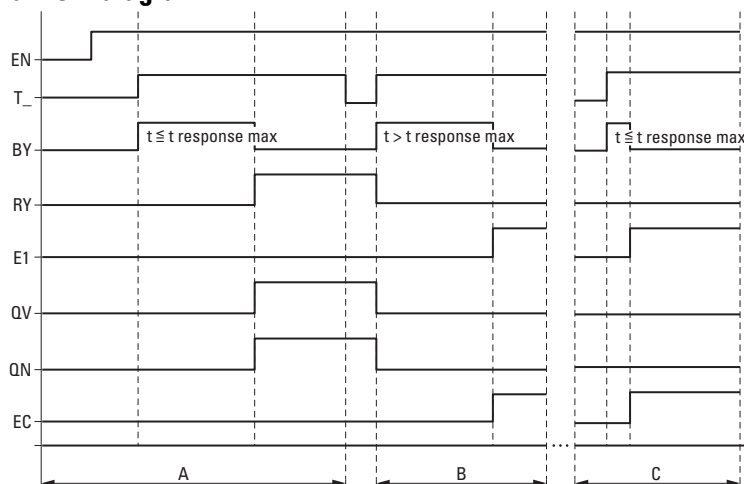 EN
T_
BY
t ≦ t response max
t > t response max
t ≦ t response max
RY
E1
QV
QN
EC
...
A
B
C